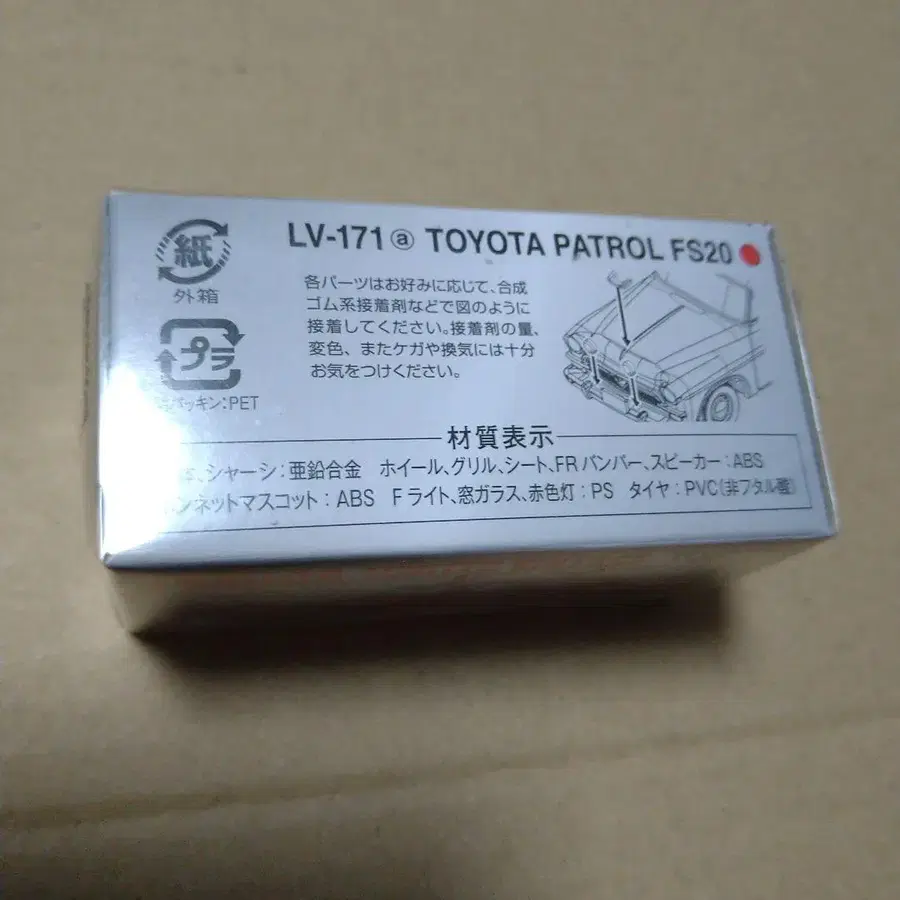 紙
外箱
プラ
パッキン:PET
LV-171ⓐ TOYOTA PATROL FS20
各パーツはお好みに応じて、合成
ゴム系接着剤などで図のように
接着してください。接着剤の量、
変色、またケガや換気には十分
お気をつけください。
材質表示
シャーシ:亜鉛合金 ホイール、グリル、シート、FRバンパー、スピーカー:ABS
ンネットマスコット:ABS Fライト、窓ガラス、赤色灯:PS タイヤ:PVC(非フタル酸)